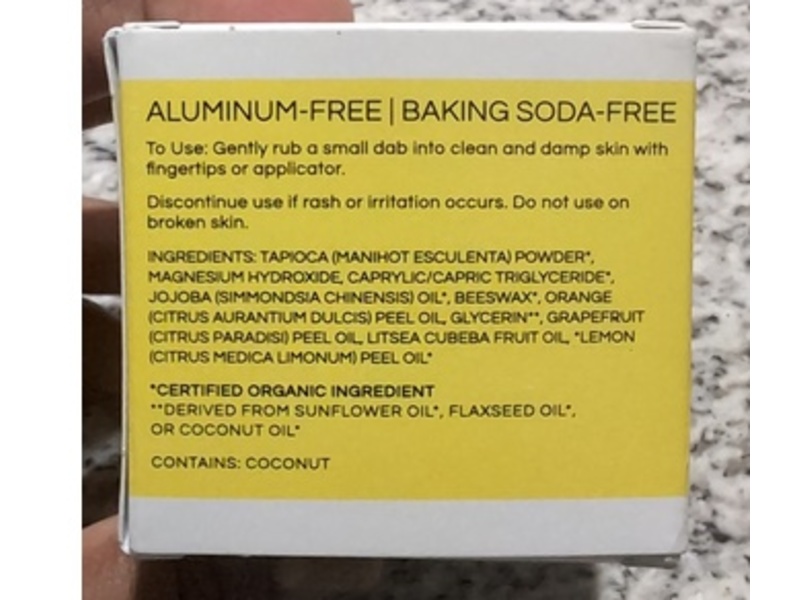 ALUMINUM-FREE | BAKING SODA-FREE
To Use: Gently rub a small dab into clean and damp skin with
fingertips or applicator.
Discontinue use if rash or irritation occurs. Do not use on
broken skin.
INGREDIENTS: TAPIOCA (MANIHOT ESCULENTA) POWDER*,
MAGNESIUM HYDROXIDE, CAPRYLIC/CAPRIC TRIGLYCERIDE*,
JOJOBA (SIMMONDSIA CHINENSIS) OIL*, BEESWAX*, ORANGE
(CITRUS AURANTIUM DULCIS) PEEL OIL, GLYCERIN**, GRAPEFRUIT
(CITRUS PARADISI) PEEL OIL, LITSEA CUBEBA FRUIT OIL, *LEMON
(CITRUS MEDICA LIMONUM) PEEL OIL*
*CERTIFIED ORGANIC INGREDIENT
**DERIVED FROM SUNFLOWER OIL*, FLAXSEED OIL*,
OR COCONUT OIL*
CONTAINS: COCONUT